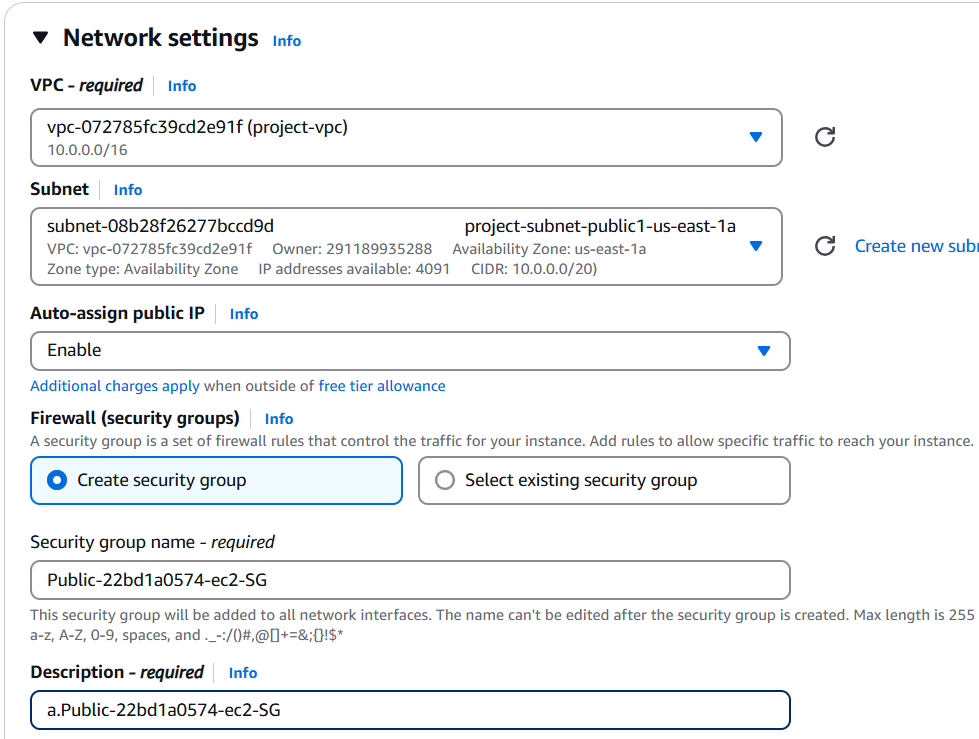 Network settings Info
VPC - required Info
vpc-072785fc39cd2e91f (project-vpc)
10.0.0.0/16
Subnet Info
subnet-08b28f26277bccd9d project-subnet-public1-us-east-1a
VPC: vpc-072785fc39cd2e91f Owner: 291189935288 Availability Zone: us-east-1a
Zone type: Availability Zone IP addresses available: 4091 CIDR: 10.0.0.0/20)
Create new subn
Auto-assign public IP Info
Enable
Additional charges apply when outside of free tier allowance
Firewall (security groups) Info
A security group is a set of firewall rules that control the traffic for your instance. Add rules to allow specific traffic to reach your instance.
Create security group
Select existing security group
Security group name - required
Public-22bd1a0574-ec2-SG
This security group will be added to all network interfaces. The name can't be edited after the security group is created. Max length is 255
a-z, A-Z, 0-9, spaces, and ._-:/()#,@[]+=&;{}!$*
Description - required Info
a.Public-22bd1a0574-ec2-SG